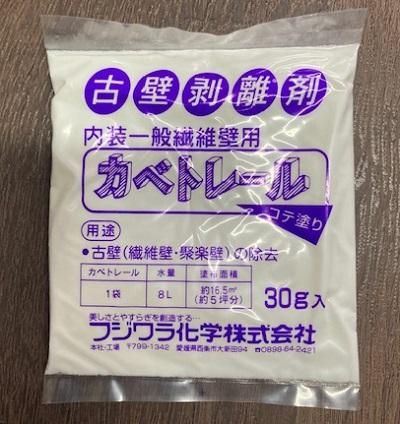 古壁剥離剤
内装一般繊維壁用
カベトレール
コテ塗り
用途
●古壁(繊維壁・聚楽壁)の除去
カベトレール 水量 塗布面積
1袋 8L 約16.5㎡
(約5坪分)
30g入
美しさとやすらぎを創造する…
フジワラ化学株式会社
本社・工場 〒799-1342 愛媛県西条市大新田94 ☎0898-64-2421